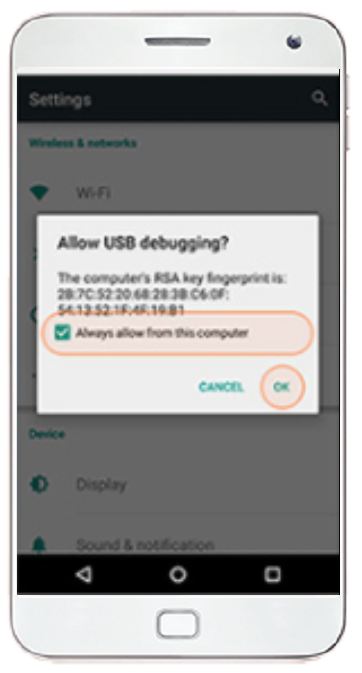 Settings
Wireless & networks
Wi-Fi
Allow USB debugging?
The computer's RSA key fingerprint is:
2B:7C:52:20:68:28:3B:C6:0F:
54:13:52:1F:4F:19:B1
Always allow from this computer
CANCEL OK
Device
Display
Sound & notification